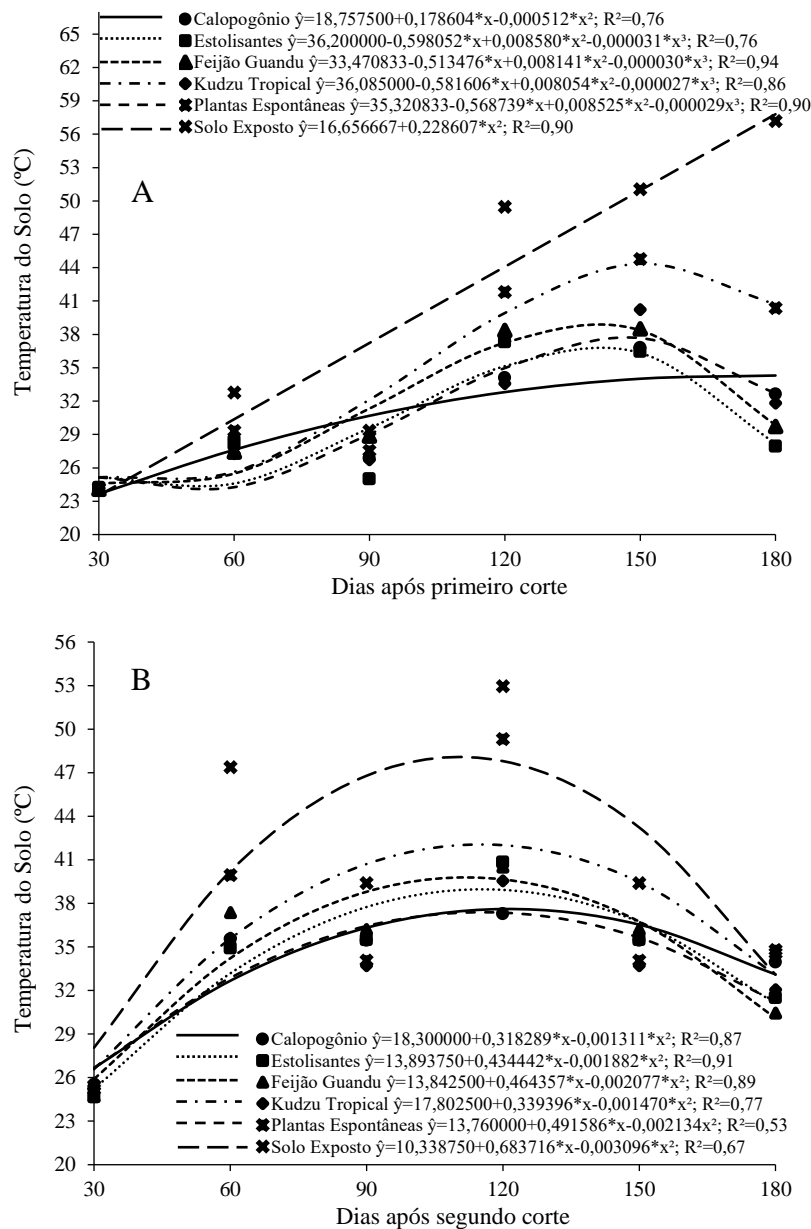 65
62
59
56
53
50
47
44
41
38
35
32
29
26
23
20
Temperatura do Solo (ºC)
Calopogônio ŷ=18,757500+0,178604*x-0,000512*x²; R²=0,76
Estolisantes ŷ=36,200000-0,598052*x+0,008580*x²-0,000031*x³; R²=0,76
Feijão Guandu ŷ=33,470833-0,513476*x+0,008141*x²-0,000030*x³; R²=0,94
Kudzu Tropical ŷ=36,085000-0,581606*x+0,008054*x²-0,000027*x³; R²=0,86
Plantas Espontâneas ŷ=35,320833-0,568739*x+0,008525*x²-0,000029*x³; R²=0,90
Solo Exposto ŷ=16,656667+0,228607*x²; R²=0,90
A
30 60 90 120 150 180
Dias após primeiro corte
56
53
50
47
44
41
38
35
32
29
26
23
20
Temperatura do Solo (ºC)
B
Calopogônio ŷ=18,300000+0,318289*x-0,001311*x²; R²=0,87
Estolisantes ŷ=13,893750+0,434442*x-0,001882*x²; R²=0,91
Feijão Guandu ŷ=13,842500+0,464357*x-0,002077*x²; R²=0,89
Kudzu Tropical ŷ=17,802500+0,339396*x-0,001470*x²; R²=0,77
Plantas Espontâneas ŷ=13,760000+0,491586*x-0,002134x²; R²=0,53
Solo Exposto ŷ=10,338750+0,683716*x-0,003096*x²; R²=0,67
30 60 90 120 150 180
Dias após segundo corte